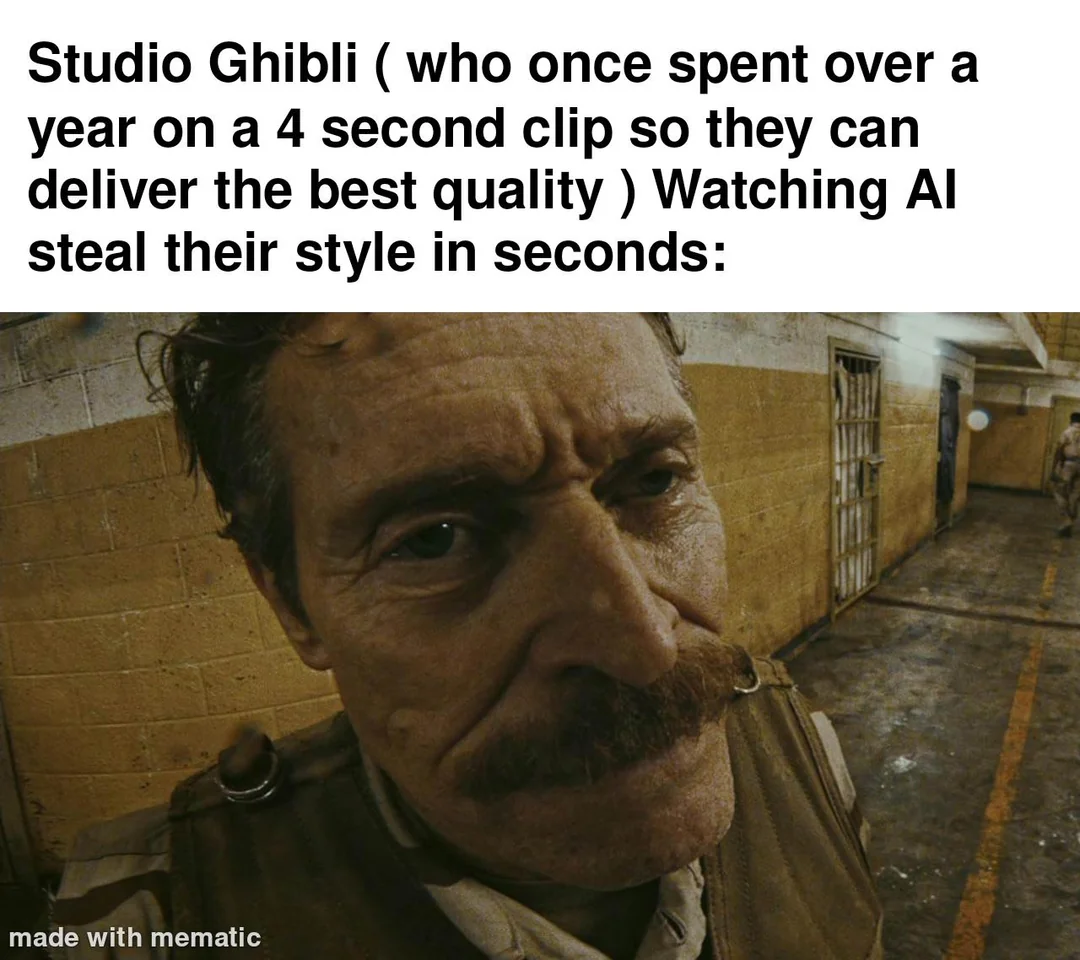 Studio Ghibli ( who once spent over a
year on a 4 second clip so they can
deliver the best quality ) Watching AI
steal their style in seconds:
made with mematic